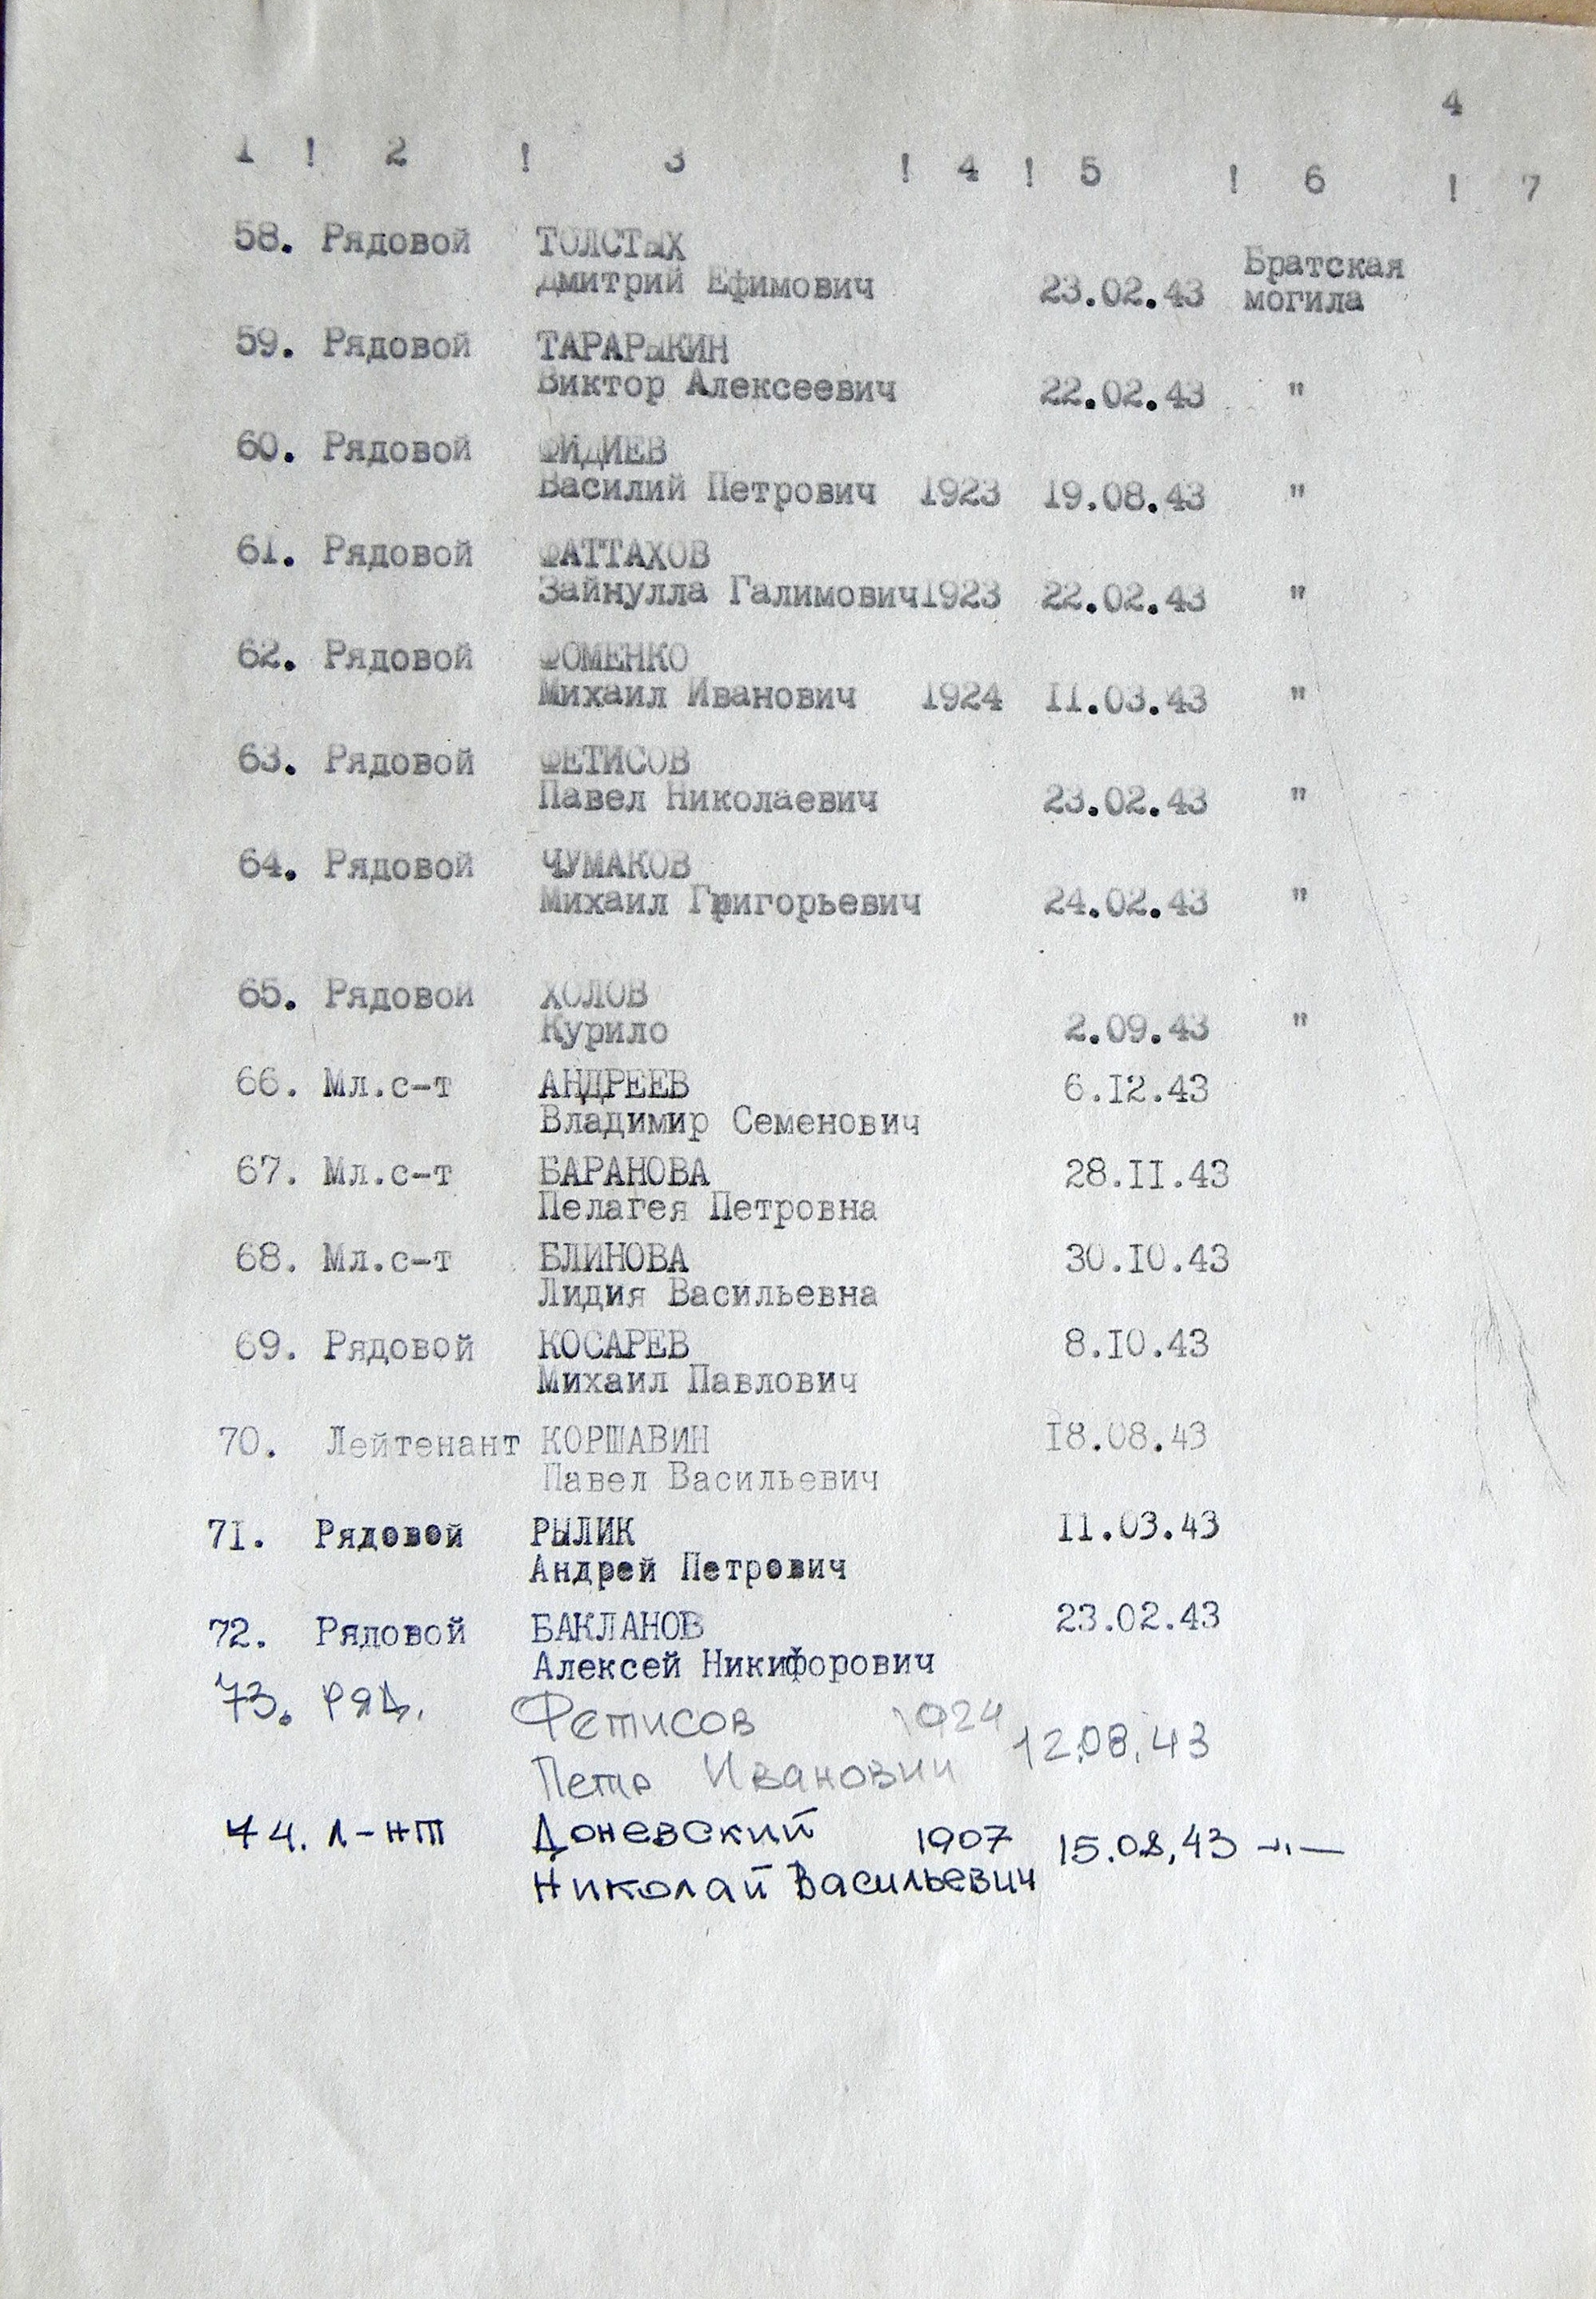 4
1 ! 2 ! 3 ! 4 ! 5 ! 6 ! 7
58. Рядовой ТОЛСТЫХ
Дмитрий Ефимович 23.02.43 Братская могила
59. Рядовой ТАРАРЫКИН
Виктор Алексеевич 22.02.43 "
60. Рядовой ФИДИЕВ
Василий Петрович 1923 19.08.43 "
61. Рядовой ФАТТАХОВ
Зайнулла Галимович 1923 22.02.43 "
62. Рядовой ФОМЕНКО
Михаил Иванович 1924 11.03.43 "
63. Рядовой ФЕТИСОВ
Павел Николаевич 23.02.43 "
64. Рядовой ЧУМАКОВ
Михаил Григорьевич 24.02.43 "
65. Рядовой ХОЛОВ
Курило 2.09.43 "
66. Мл.с-т АНДРЕЕВ 6.12.43
Владимир Семенович
67. Мл.с-т БАРАНОВА 28.11.43
Пелагея Петровна
68. Мл.с-т БЛИНОВА 30.10.43
Лидия Васильевна
69. Рядовой КОСАРЕВ 8.10.43
Михаил Павлович
70. Лейтенант КОРШАВИН 18.08.43
Павел Васильевич
71. Рядовой РЫЛИК 11.03.43
Андрей Петрович
72. Рядовой БАКЛАНОВ 23.02.43
Алексей Никифорович
73. ряд. Фетисов 1924 12.08.43
Петр Иванович
74. л-нт Доневский 1907 15.08.43 -"-
Николай Васильевич